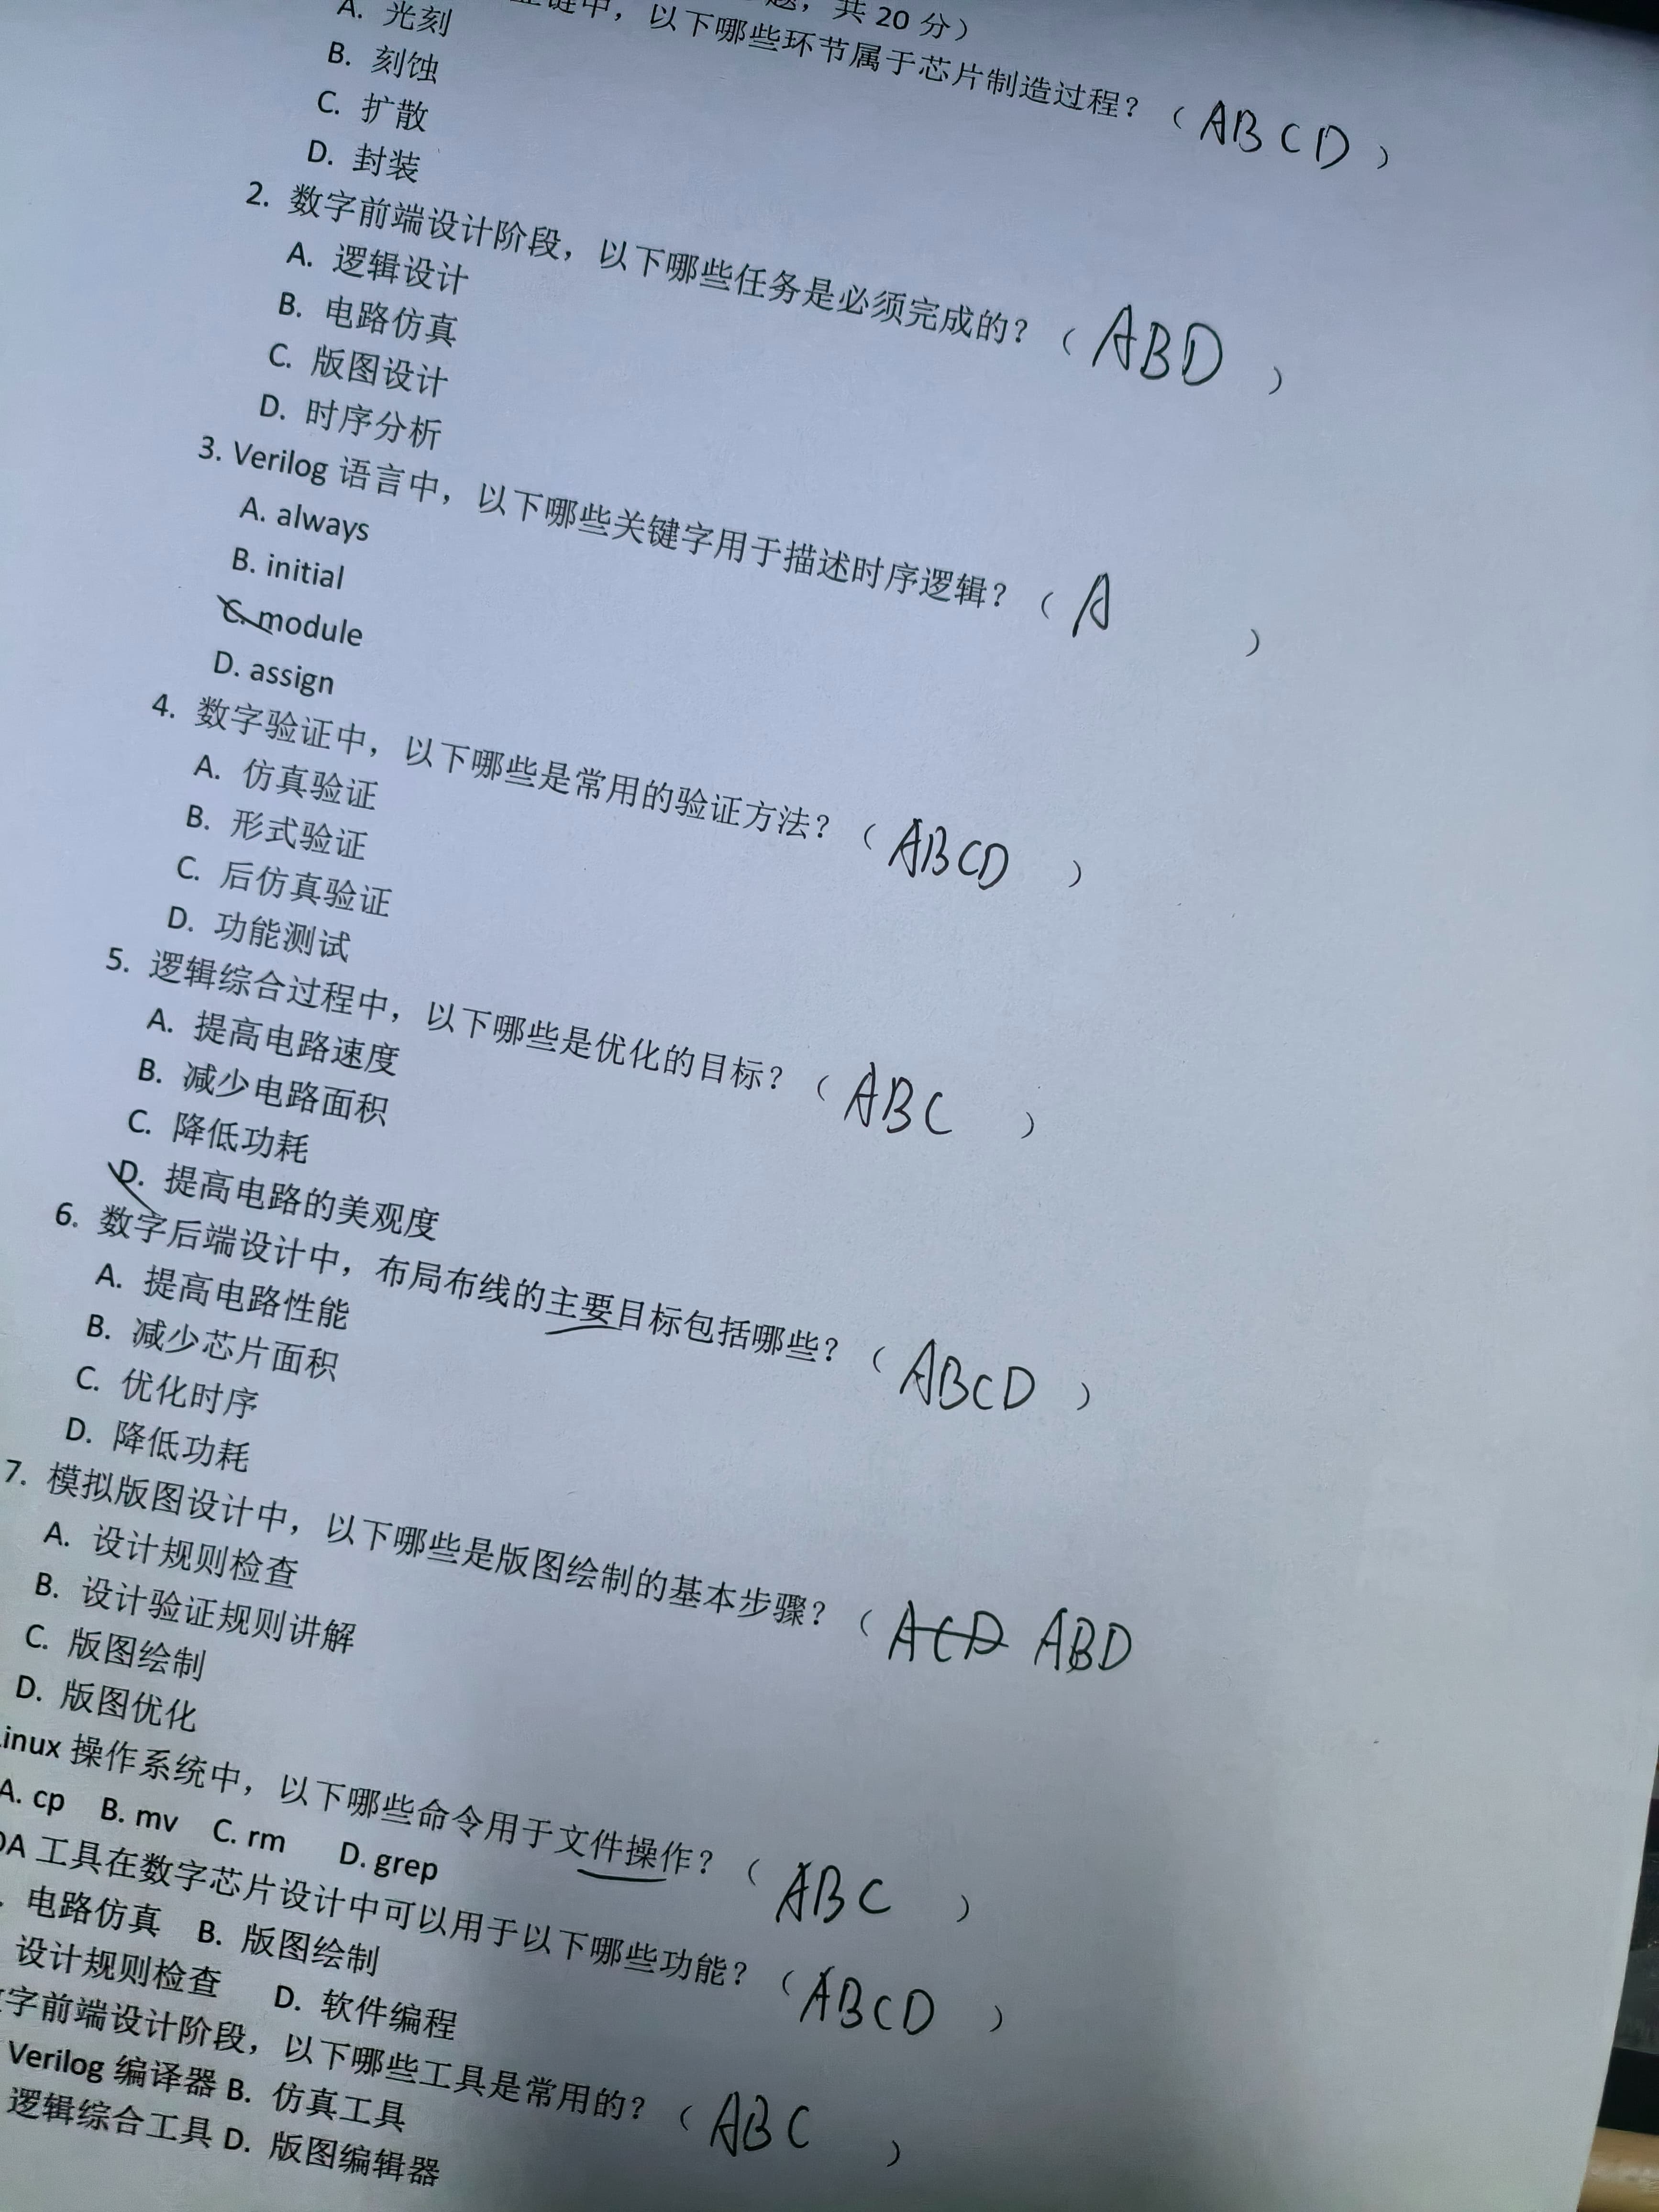 题，共 20 分）
业链中，以下哪些环节属于芯片制造过程？（ ABCD ）
A. 光刻
B. 刻蚀
C. 扩散
D. 封装
2. 数字前端设计阶段，以下哪些任务是必须完成的？（ ABD ）
A. 逻辑设计
B. 电路仿真
C. 版图设计
D. 时序分析
3. Verilog 语言中，以下哪些关键字用于描述时序逻辑？（ A ）
A. always
B. initial
C. module
D. assign
4. 数字验证中，以下哪些是常用的验证方法？（ ABCD ）
A. 仿真验证
B. 形式验证
C. 后仿真验证
D. 功能测试
5. 逻辑综合过程中，以下哪些是优化的目标？（ ABC ）
A. 提高电路速度
B. 减少电路面积
C. 降低功耗
D. 提高电路的美观度
6. 数字后端设计中，布局布线的主要目标包括哪些？（ ABCD ）
A. 提高电路性能
B. 减少芯片面积
C. 优化时序
D. 降低功耗
7. 模拟版图设计中，以下哪些是版图绘制的基本步骤？（ ACD ABD
A. 设计规则检查
B. 设计验证规则讲解
C. 版图绘制
D. 版图优化
inux 操作系统中，以下哪些命令用于文件操作？（ ABC ）
A. cp B. mv C. rm D. grep
DA 工具在数字芯片设计中可以用于以下哪些功能？（ ABCD ）
. 电路仿真 B. 版图绘制
设计规则检查 D. 软件编程
字前端设计阶段，以下哪些工具是常用的？（ ABC ）
Verilog 编译器 B. 仿真工具
逻辑综合工具 D. 版图编辑器